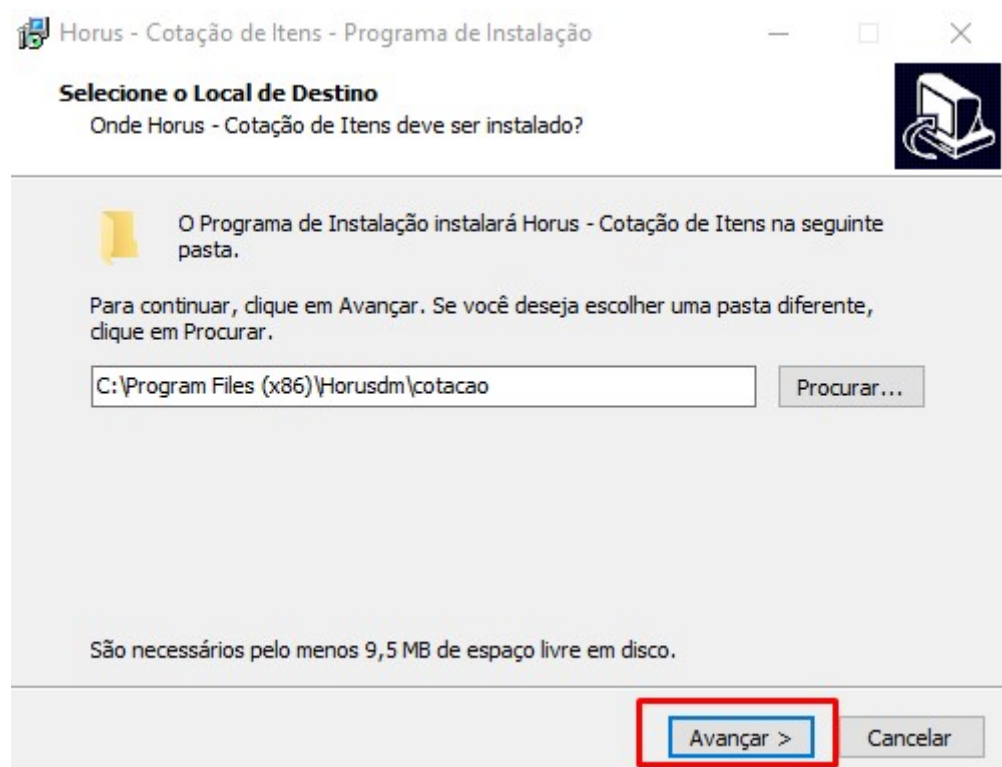 Horus - Cotação de Itens - Programa de Instalação
Selecione o Local de Destino
Onde Horus - Cotação de Itens deve ser instalado?
O Programa de Instalação instalará Horus - Cotação de Itens na seguinte
pasta.
Para continuar, clique em Avançar. Se você deseja escolher uma pasta diferente,
clique em Procurar.
C:\Program Files (x86)\Horusdm\cotacao
Procurar...
São necessários pelo menos 9,5 MB de espaço livre em disco.
Avançar >
Cancelar